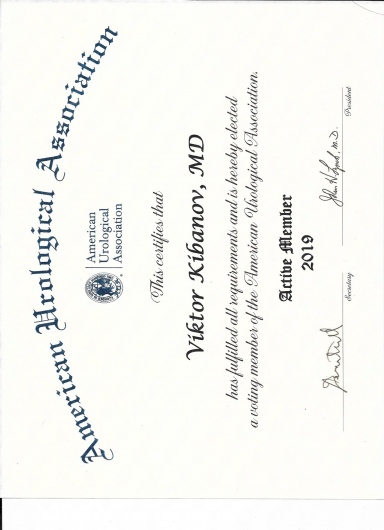 American Urological Association
American
Urological
Association
This certifies that
Viktor Kibanov, MD
has fulfilled all requirements and is hereby elected
a voting member of the American Urological Association.
Active Member
2019
Secretary
President